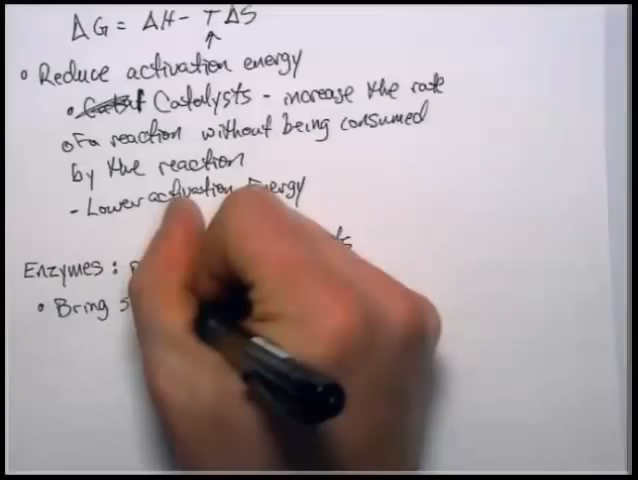 ΔG = ΔH - TΔS
↑
• Reduce activation energy
• Catalysts - increase the rate
of a reaction without being consumed
by the reaction
- Lower activation Energy
Enzymes :
• Bring